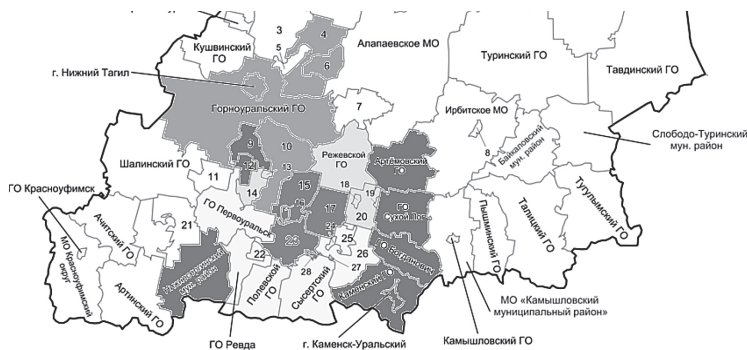 3
4
Кушвинский
ГО
5
6
Алапаевское МО
Туринский ГО
Тавдинский ГО
г. Нижний Тагил
Горноуральский ГО
7
Ирбитское МО
8
Байкаловский
мун. район
Слободо-Туринский
мун. район
9
10
12
13
Режевской
ГО
18
Артёмовский
ГО
Шалинский ГО
11
14
15
16
17
19
20
ГО
Сухой Лог
ГО Красноуфимск
Ачитский ГО
МО Красноуфимский
округ
21
ГО Первоуральск
23
24
25
26
27
ГО Богданович
Пышминский ГО
Талицкий ГО
Тугулымский ГО
Артинский ГО
Нижнесергинский
мун. район
22
Полевской ГО
28
Сысертский
ГО
Каменский ГО
ГО Ревда
г. Каменск-Уральский
Камышловский ГО
МО «Камышловский
муниципальный район»